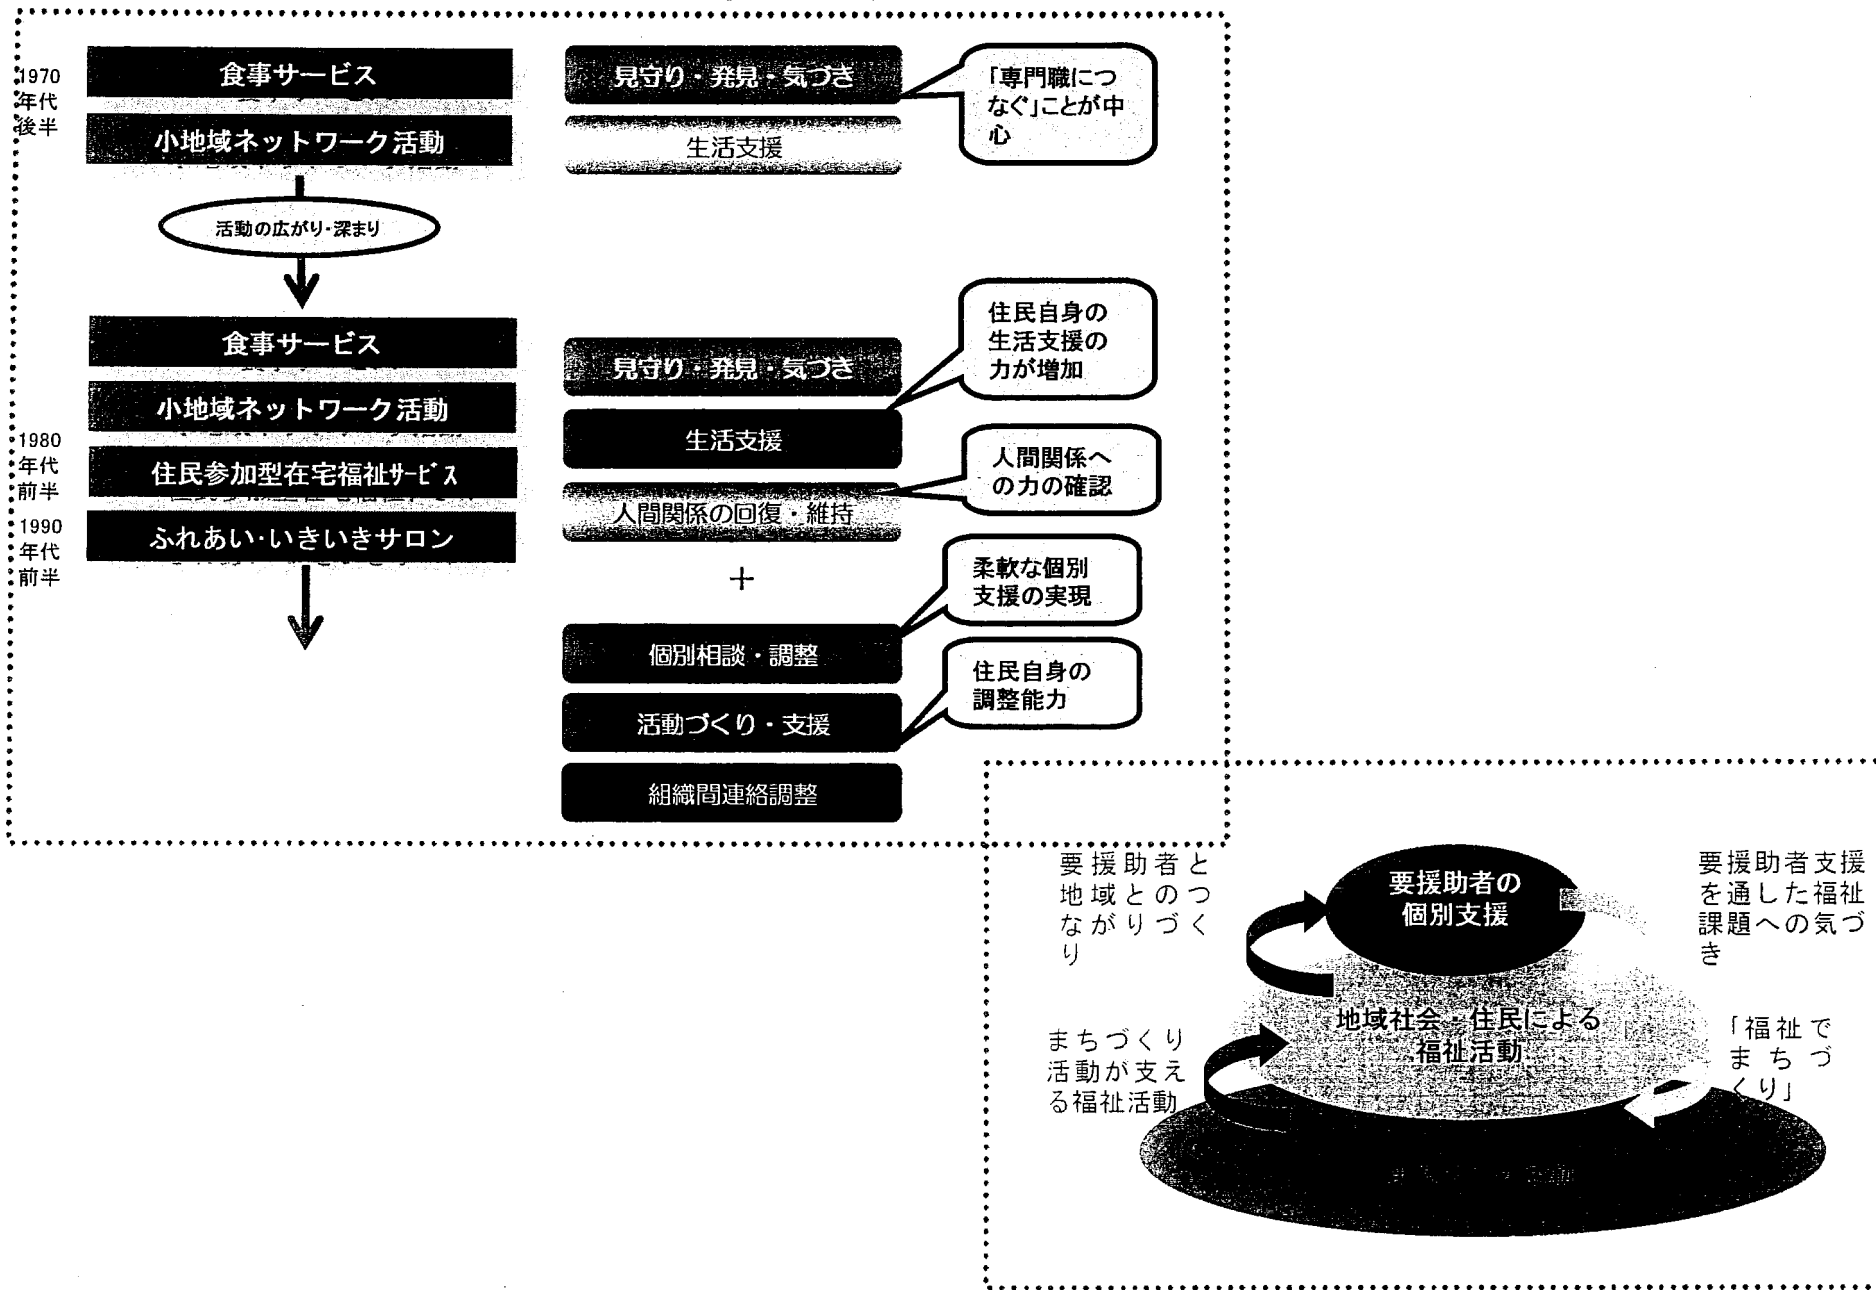 1970
年代
後半
食事サービス
小地域ネットワーク活動
見守り・発見・気づき
生活支援
「専門職につ
なぐ」ことが中
心
活動の広がり・深まり
食事サービス
小地域ネットワーク活動
1980
年代
前半
住民参加型在宅福祉サービス
1990
年代
前半
ふれあい・いきいきサロン
見守り・発見・気づき
生活支援
人間関係の回復・維持
住民自身の
生活支援の
力が増加
人間関係へ
の力の確認
+
個別相談・調整
活動づくり・支援
組織間連絡調整
柔軟な個別
支援の実現
住民自身の
調整能力
要援助者と
地域とのつ
ながりづく
り
要援助者の
個別支援
要援助者支援
を通した福祉
課題への気づ
き
まちづくり
活動が支え
る福祉活動
地域社会・住民による
福祉活動
「福祉で
まちづ
くり」